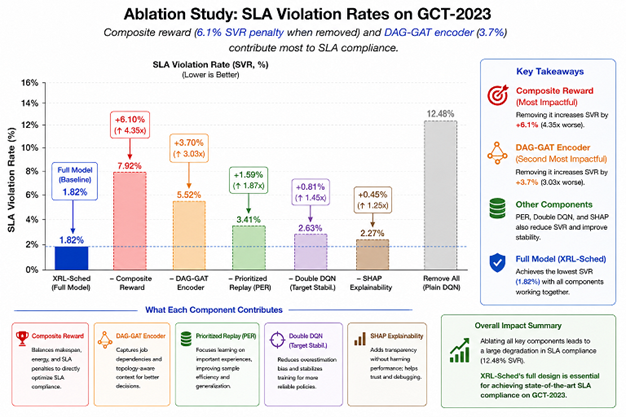 Ablation Study: SLA Violation Rates on GCT-2023
Composite reward (6.1% SVR penalty when removed) and DAG-GAT encoder (3.7%)
contribute most to SLA compliance.
SLA Violation Rate (SVR, %)
(Lower is Better)
SLA Violation Rate (%)
16%
14%
12%
10%
8%
6%
4%
2%
0%
Full Model
(Baseline)
1.82%
1.82%
+6.10%
(↑ 4.35x)
7.92%
+3.70%
(↑ 3.03x)
5.52%
+1.59%
(↑ 1.87x)
3.41%
+0.81%
(↑ 1.45x)
2.63%
+0.45%
(↑ 1.25x)
2.27%
12.48%
XRL-Sched
(Full Model)
– Composite
Reward
– DAG-GAT
Encoder
– Prioritized
Replay (PER)
– Double DQN
(Target Stabil.)
– SHAP
Explainability
Remove All
(Plain DQN)
Key Takeaways
Composite Reward
(Most Impactful)
Removing it increases SVR by
+6.1% (4.35x worse).
DAG-GAT Encoder
(Second Most Impactful)
Removing it increases SVR by
+3.7% (3.03x worse).
Other Components
PER, Double DQN, and SHAP
also reduce SVR and improve
stability.
Full Model (XRL-Sched)
Achieves the lowest SVR
(1.82%) with all components
working together.
What Each Component Contributes
Composite Reward
Balances makespan,
energy, and SLA
penalties to directly
optimize SLA
compliance.
DAG-GAT Encoder
Captures job
dependencies and
topology-aware context
for better decisions.
Prioritized Replay (PER)
Focuses learning on
important experiences,
improving sample
efficiency and
generalization.
Double DQN
(Target Stabil.)
Reduces overestimation
bias and stabilizes
training for more
reliable policies.
SHAP Explainability
Adds transparency
without harming
performance; helps
trust and debugging.
Overall Impact Summary
Ablating all key components leads to
a large degradation in SLA compliance
(12.48% SVR).
XRL-Sched's full design is essential
for achieving state-of-the-art SLA
compliance on GCT-2023.